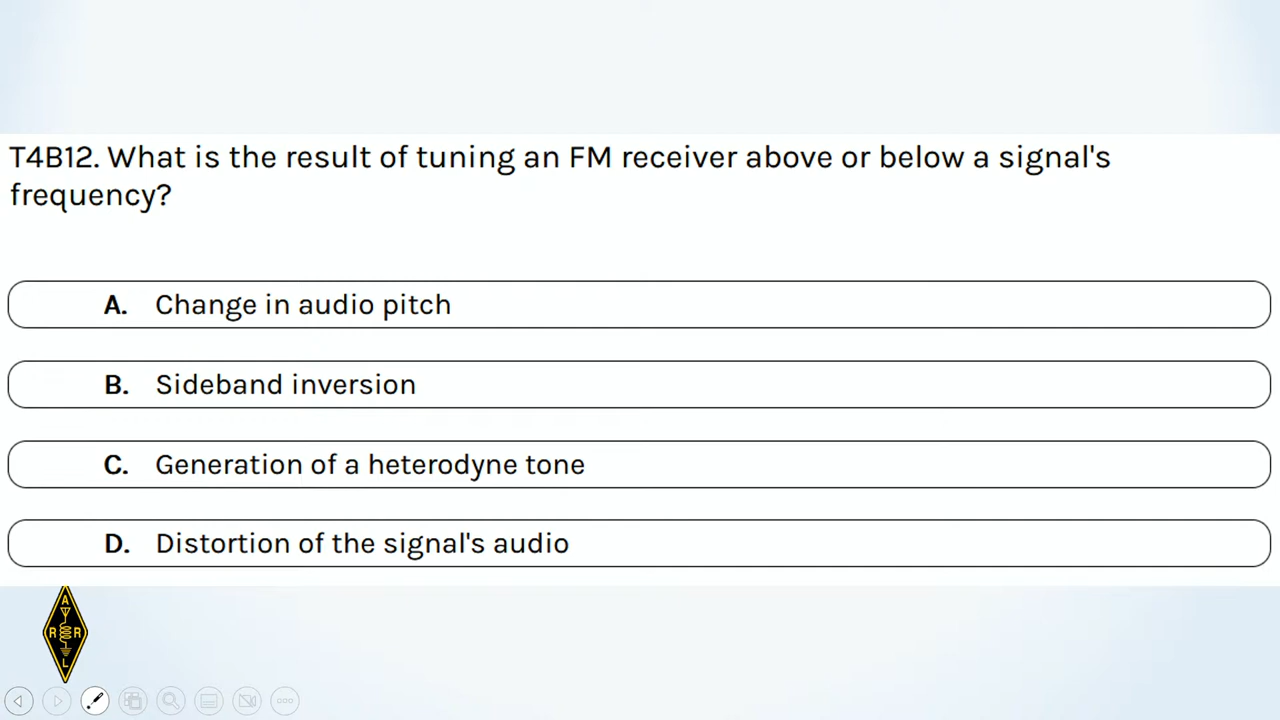 T4B12. What is the result of tuning an FM receiver above or below a signal's
frequency?
A. Change in audio pitch
B. Sideband inversion
C. Generation of a heterodyne tone
D. Distortion of the signal's audio
A
R R
L